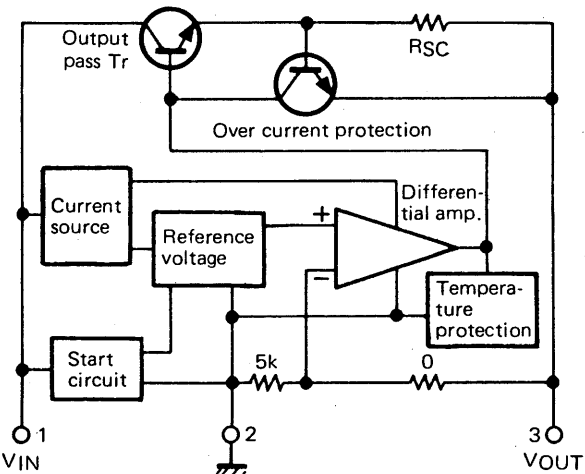 Output
pass Tr
RSC
Over current protection
Current
source
Differen-
tial amp.
+
Reference
voltage
−
Tempera-
ture
protection
Start
circuit
5k
0
1
2
3
VIN
VOUT